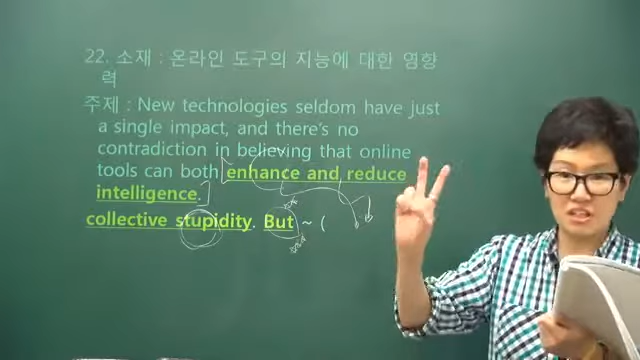 22. 소재 : 온라인 도구의 지능에 대한 영향
력
주제 : New technologies seldom have just
a single impact, and there's no
contradiction in believing that online
tools can both enhance and reduce
intelligence.
collective stupidity. But ~ (